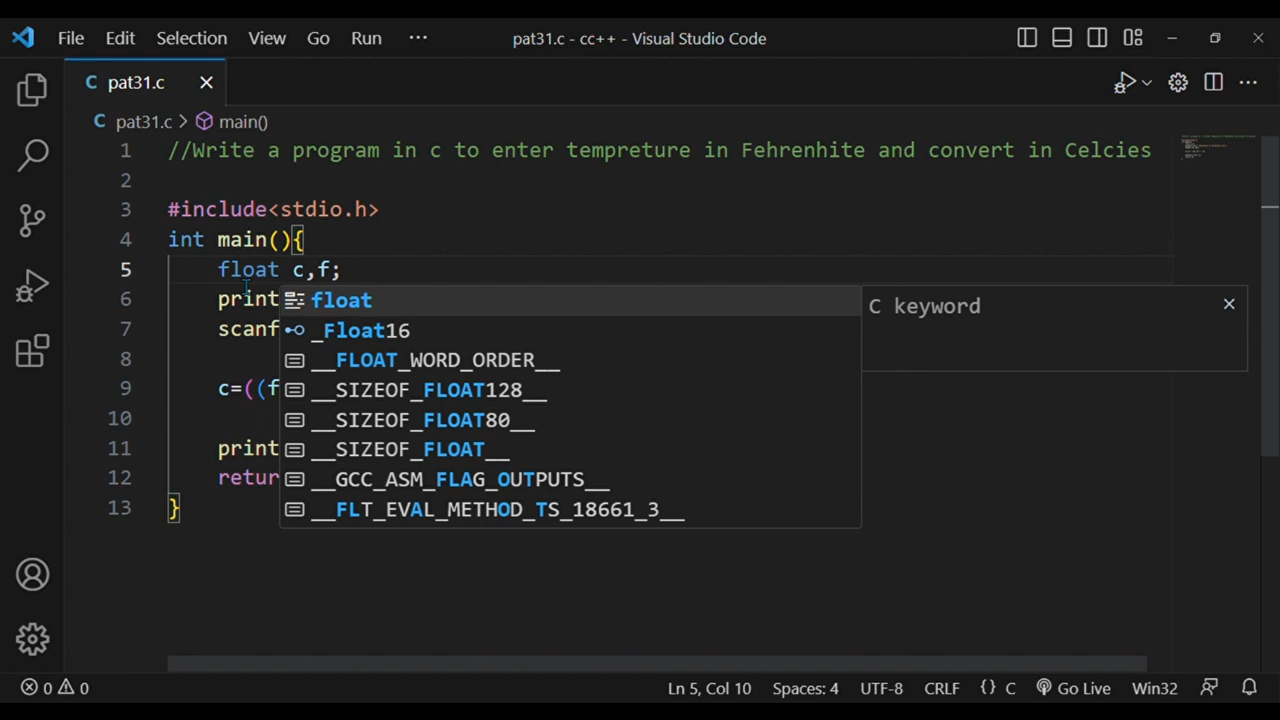 File Edit Selection View Go Run ··· pat31.c - cc++ - Visual Studio Code
C pat31.c
C pat31.c > main()
1 //Write a program in c to enter tempreture in Fehrenhite and convert in Celcies
2
3 #include<stdio.h>
4 int main(){
5 float c,f;
6 print
7 scanf
8
9 c=((f
10
11 print
12 retur
13 }
float
_Float16
__FLOAT_WORD_ORDER__
__SIZEOF_FLOAT128__
__SIZEOF_FLOAT80__
__SIZEOF_FLOAT__
__GCC_ASM_FLAG_OUTPUTS__
__FLT_EVAL_METHOD_TS_18661_3__
C keyword
0 0 Ln 5, Col 10 Spaces: 4 UTF-8 CRLF {} C Go Live Win32